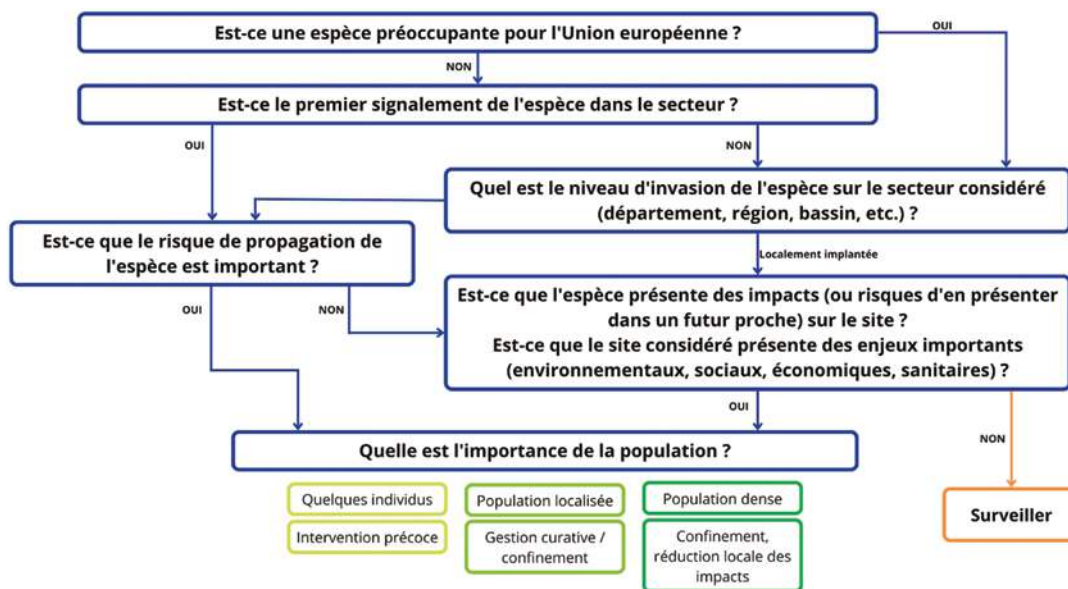 Est-ce une espèce préoccupante pour l'Union européenne ?
OUI
NON
Est-ce le premier signalement de l'espèce dans le secteur ?
OUI
NON
Quel est le niveau d'invasion de l'espèce sur le secteur considéré
(département, région, bassin, etc.) ?
Est-ce que le risque de propagation de
l'espèce est important ?
Localement implantée
OUI
NON
Est-ce que l'espèce présente des impacts (ou risques d'en présenter
dans un futur proche) sur le site ?
Est-ce que le site considéré présente des enjeux importants
(environnementaux, sociaux, économiques, sanitaires) ?
OUI
NON
Quelle est l'importance de la population ?
Quelques individus
Population localisée
Population dense
Intervention précoce
Gestion curative /
confinement
Confinement,
réduction locale des
impacts
Surveiller